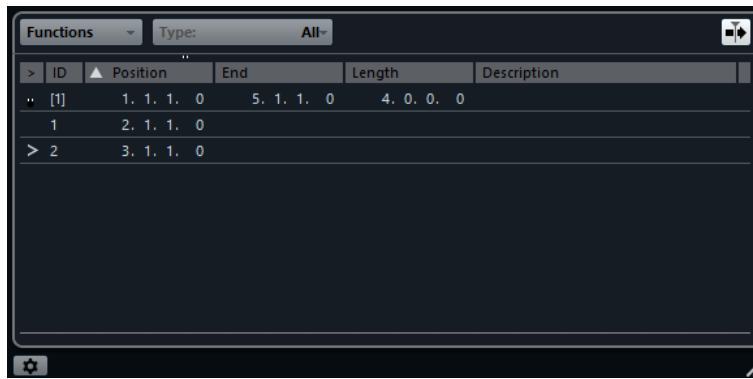 Functions Type: All
> ID Position End Length Description
[1] 1. 1. 1. 0 5. 1. 1. 0 4. 0. 0. 0
1 2. 1. 1. 0
> 2 3. 1. 1. 0